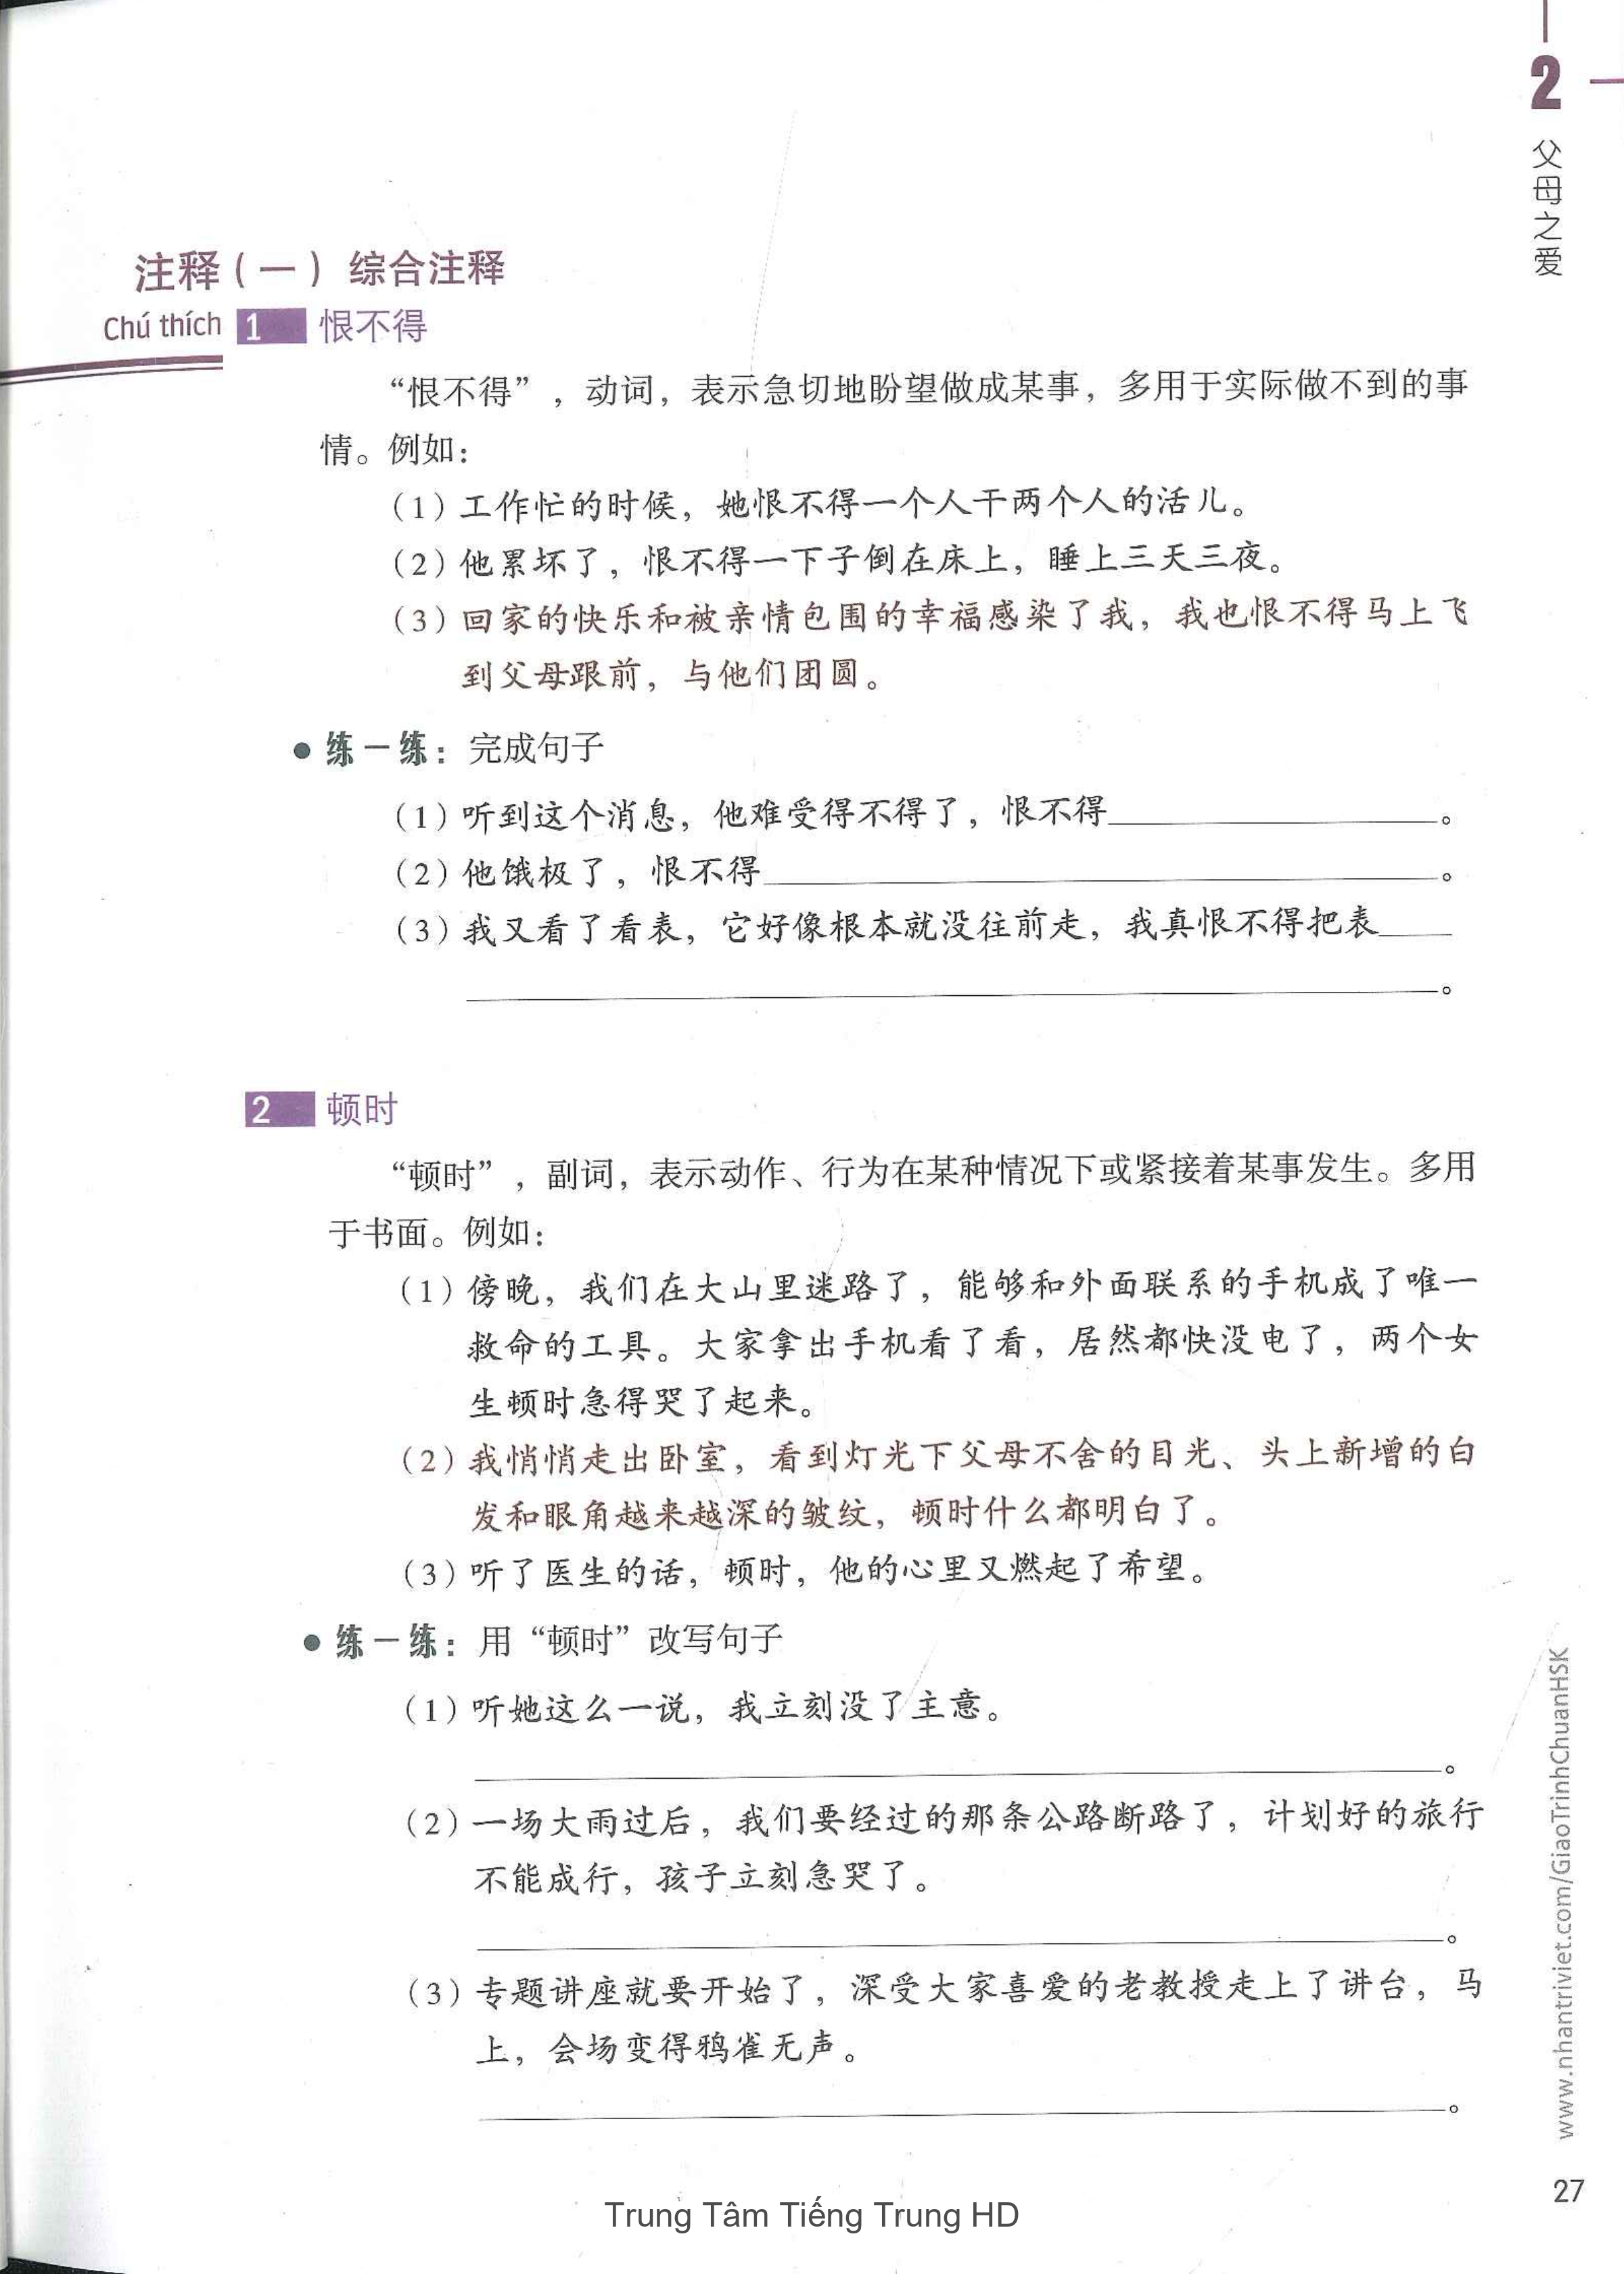 2
父母之爱
注释（一）综合注释
Chú thích
1 恨不得
“恨不得”，动词，表示急切地盼望做成某事，多用于实际做不到的事
情。例如：
（1）工作忙的时候，她恨不得一个人干两个人的活儿。
（2）他累坏了，恨不得一下子倒在床上，睡上三天三夜。
（3）回家的快乐和被亲情包围的幸福感染了我，我也恨不得马上飞
到父母跟前，与他们团圆。
● 练一练：完成句子
（1）听到这个消息，他难受得不得了，恨不得____________。
（2）他饿极了，恨不得____________。
（3）我又看了看表，它好像根本就没往前走，我真恨不得把表____
____________。
2 顿时
“顿时”，副词，表示动作、行为在某种情况下或紧接着某事发生。多用
于书面。例如：
（1）傍晚，我们在大山里迷路了，能够和外面联系的手机成了唯一
救命的工具。大家拿出手机看了看，居然都快没电了，两个女
生顿时急得哭了起来。
（2）我悄悄走出卧室，看到灯光下父母不舍的目光、头上新增的白
发和眼角越来越深的皱纹，顿时什么都明白了。
（3）听了医生的话，顿时，他的心里又燃起了希望。
● 练一练：用“顿时”改写句子
（1）听她这么一说，我立刻没了主意。
____________。
（2）一场大雨过后，我们要经过的那条公路断路了，计划好的旅行
不能成行，孩子立刻急哭了。
____________。
（3）专题讲座就要开始了，深受大家喜爱的老教授走上了讲台，马
上，会场变得鸦雀无声。
____________。
www.nhantriviet.com/GiaoTrinhChuanHSK
27
Trung Tâm Tiếng Trung HD